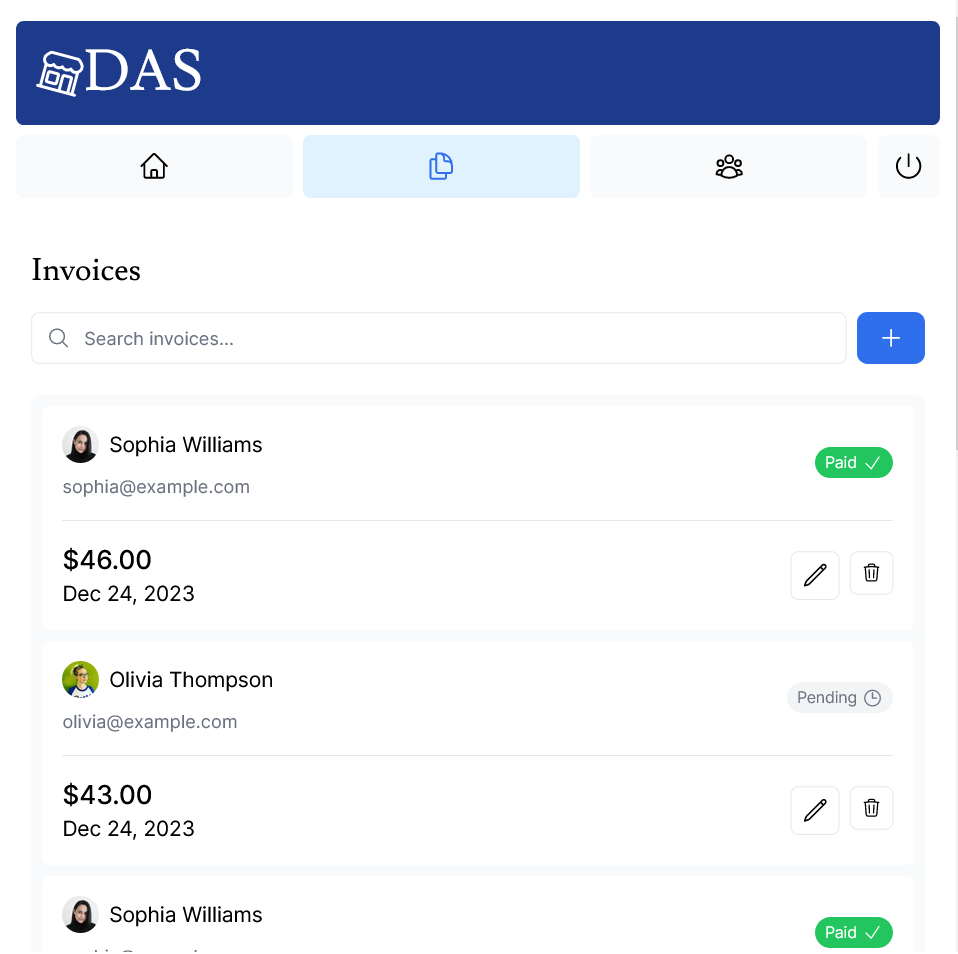 DAS
Invoices
Search invoices...
Sophia Williams
Paid
sophia@example.com
$46.00
Dec 24, 2023
Olivia Thompson
Pending
olivia@example.com
$43.00
Dec 24, 2023
Sophia Williams
Paid